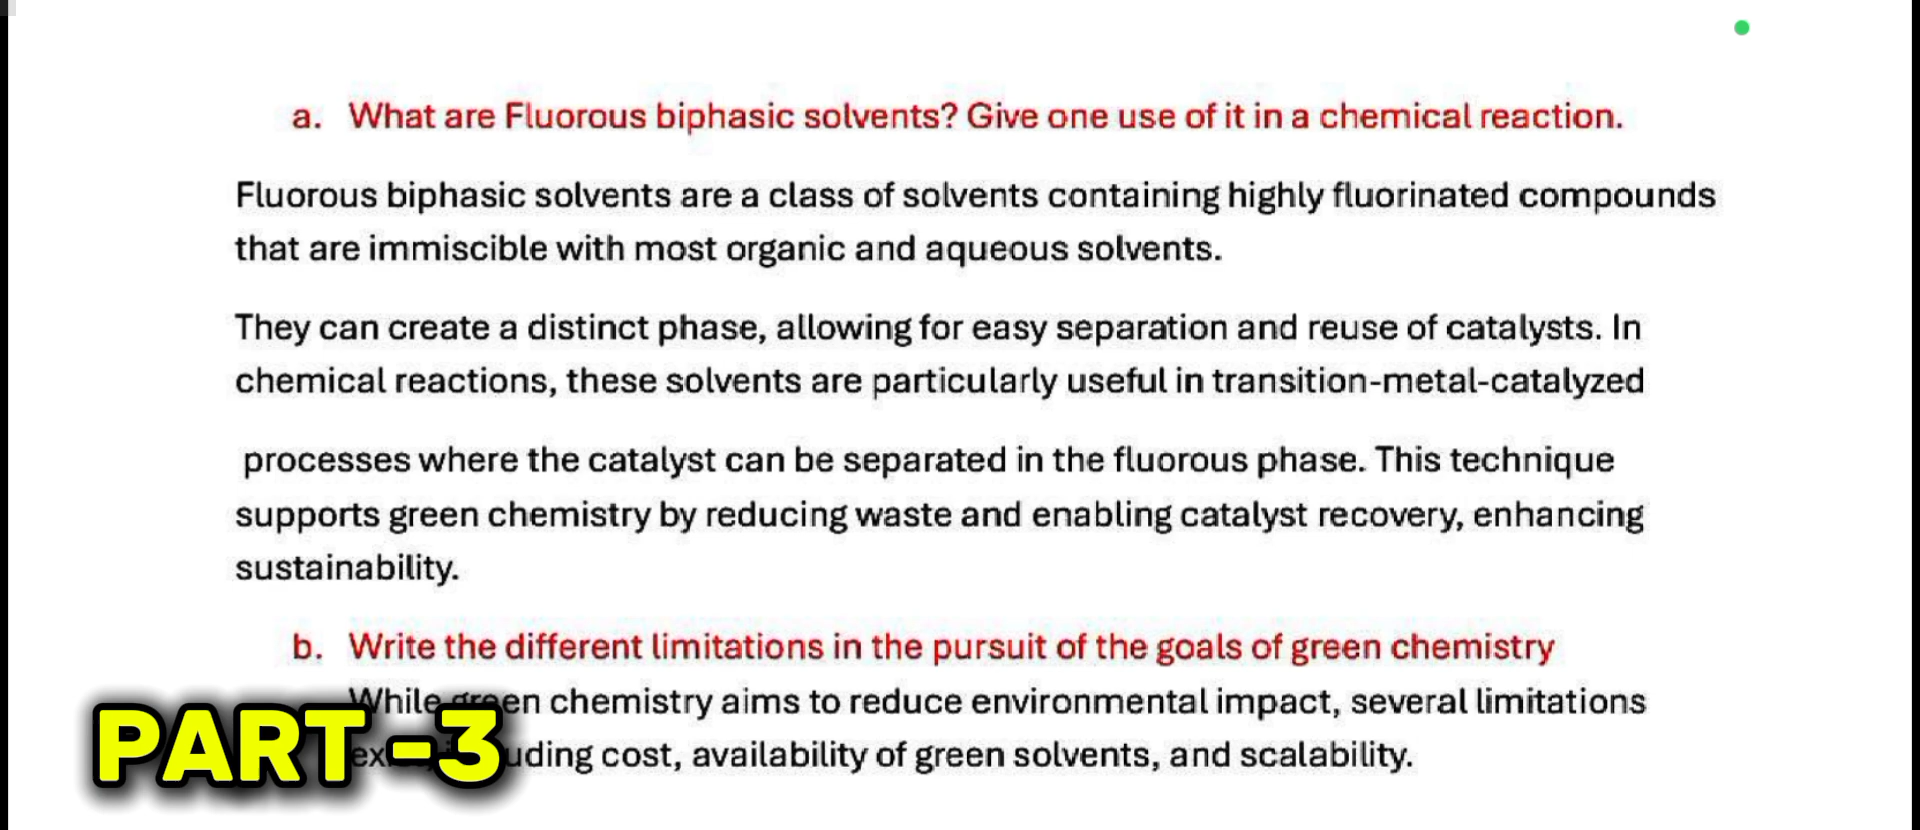 a. What are Fluorous biphasic solvents? Give one use of it in a chemical reaction.
Fluorous biphasic solvents are a class of solvents containing highly fluorinated compounds
that are immiscible with most organic and aqueous solvents.
They can create a distinct phase, allowing for easy separation and reuse of catalysts. In
chemical reactions, these solvents are particularly useful in transition-metal-catalyzed
processes where the catalyst can be separated in the fluorous phase. This technique
supports green chemistry by reducing waste and enabling catalyst recovery, enhancing
sustainability.
b. Write the different limitations in the pursuit of the goals of green chemistry
While green chemistry aims to reduce environmental impact, several limitations
cost, availability of green solvents, and scalability.
PART -3